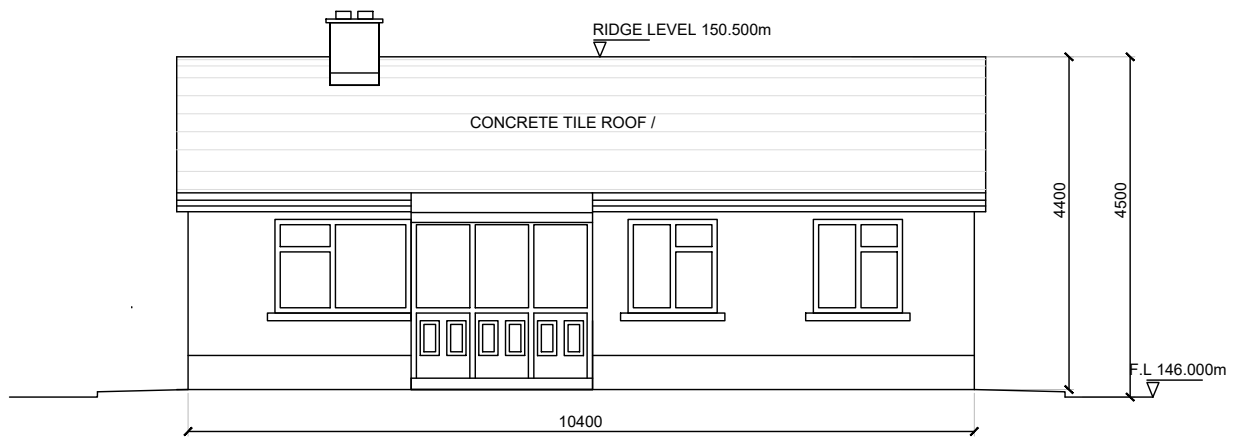 RIDGE LEVEL 150.500m
CONCRETE TILE ROOF /
4400
4500
F.L 146.000m
10400